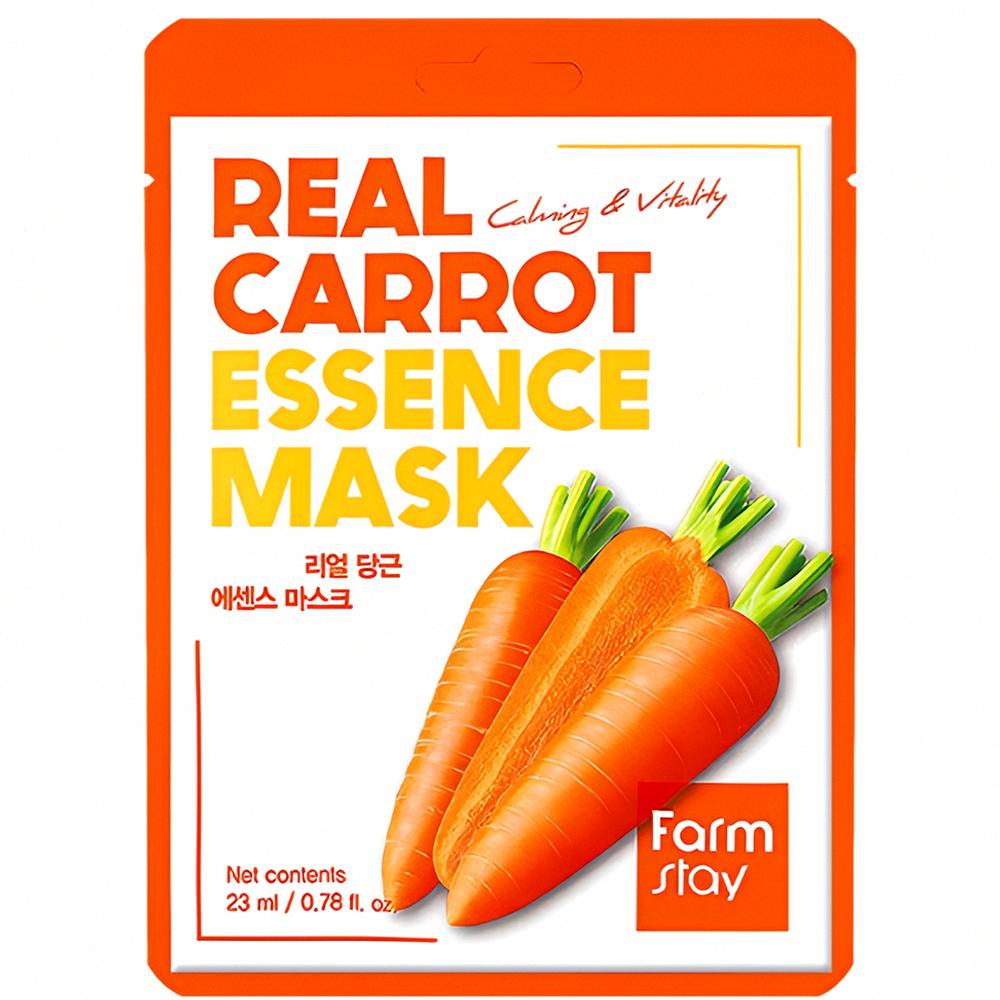 REAL
Calming & Vitality
CARROT
ESSENCE
MASK
리얼 당근
에센스 마스크
Net contents
23 ml / 0.78 fl. oz.
Farm
stay